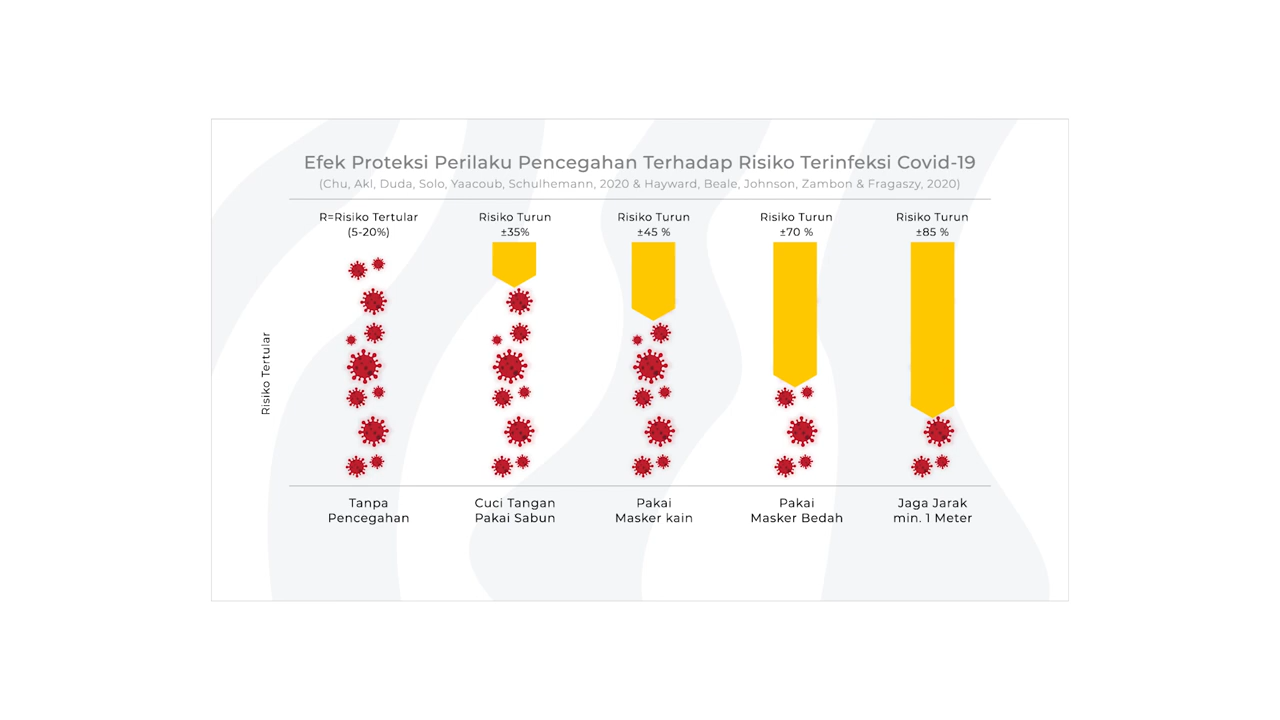 Efek Proteksi Perilaku Pencegahan Terhadap Risiko Terinfeksi Covid-19
(Chu, Akl, Duda, Solo, Yaacoub, Schulhemann, 2020 & Hayward, Beale, Johnson, Zambon & Fragaszy, 2020)
R=Risiko Tertular
(5-20%)
Risiko Turun
±35%
Risiko Turun
±45 %
Risiko Turun
±70 %
Risiko Turun
±85 %
Risiko Tertular
Tanpa
Pencegahan
Cuci Tangan
Pakai Sabun
Pakai
Masker kain
Pakai
Masker Bedah
Jaga Jarak
min. 1 Meter